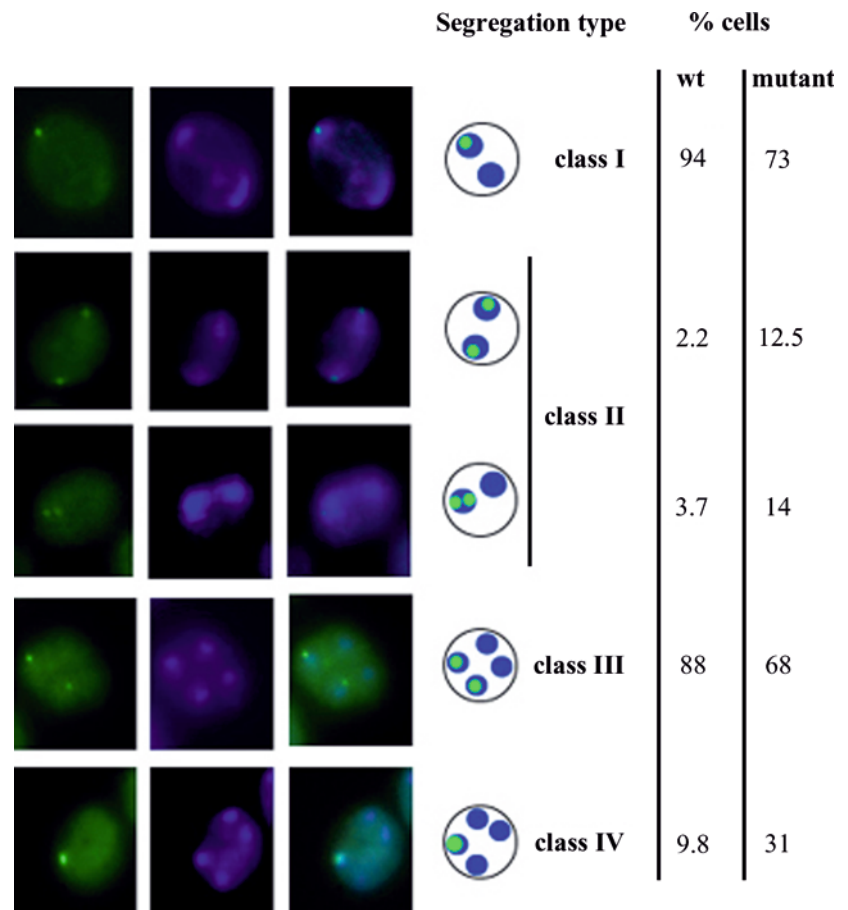 Segregation type % cells
wt mutant
class I 94 73
2.2 12.5
class II
3.7 14
class III 88 68
class IV 9.8 31